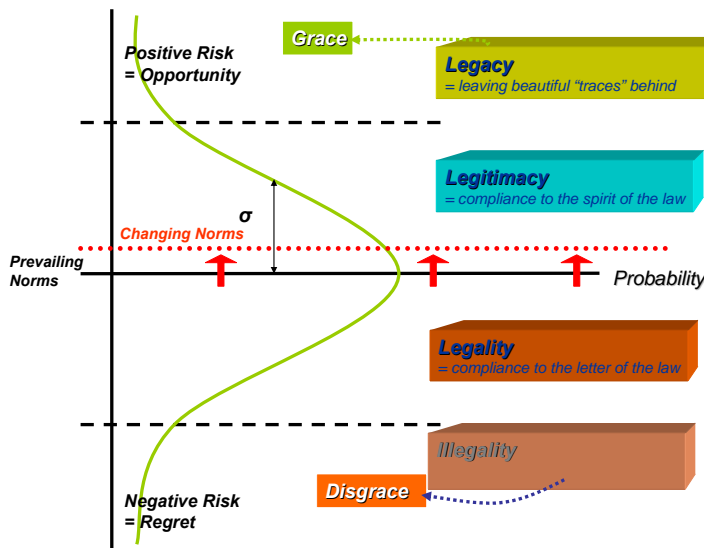 Grace
Positive Risk
= Opportunity
Legacy
= leaving beautiful “traces” behind
Legitimacy
= compliance to the spirit of the law
σ
Changing Norms
Prevailing
Norms
Probability
Legality
= compliance to the letter of the law
Illegality
Disgrace
Negative Risk
= Regret